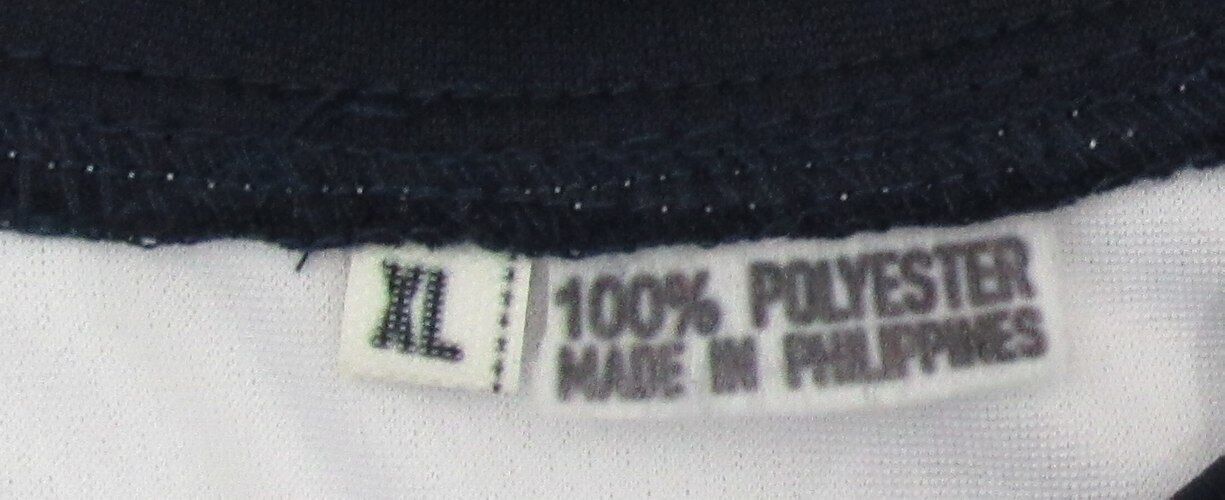 XL
100% POLYESTER
MADE IN PHILIPPINES